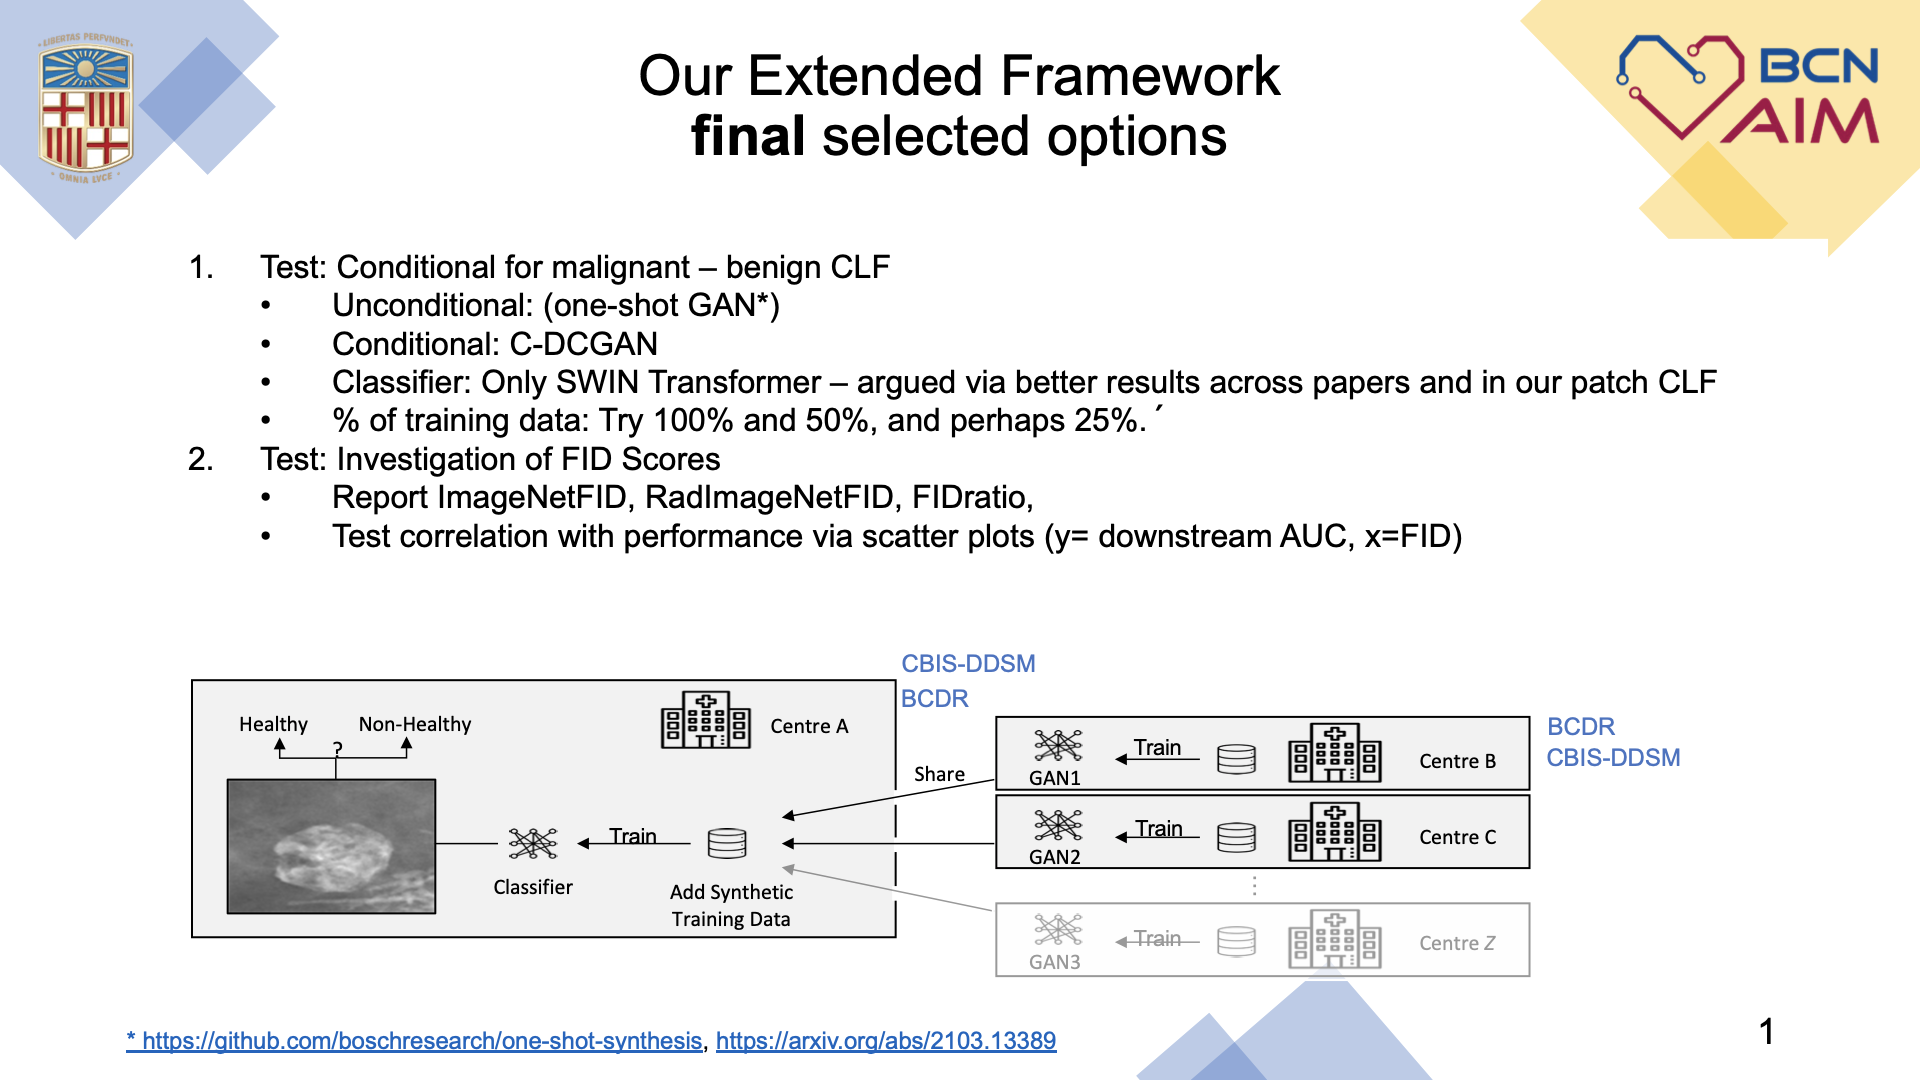 LIBERTAS PERFVNDET
OMNIA LVCE
BCN
AIM
Our Extended Framework
final selected options
1. Test: Conditional for malignant – benign CLF
• Unconditional: (one-shot GAN*)
• Conditional: C-DCGAN
• Classifier: Only SWIN Transformer – argued via better results across papers and in our patch CLF
• % of training data: Try 100% and 50%, and perhaps 25%.´
2. Test: Investigation of FID Scores
• Report ImageNetFID, RadImageNetFID, FIDratio,
• Test correlation with performance via scatter plots (y= downstream AUC, x=FID)
CBIS-DDSM
BCDR
Healthy
Non-Healthy
?
Centre A
Classifier
Train
Add Synthetic
Training Data
Share
GAN1
Train
Centre B
BCDR
CBIS-DDSM
GAN2
Train
Centre C
GAN3
Train
Centre Z
* https://github.com/boschresearch/one-shot-synthesis, https://arxiv.org/abs/2103.13389
1